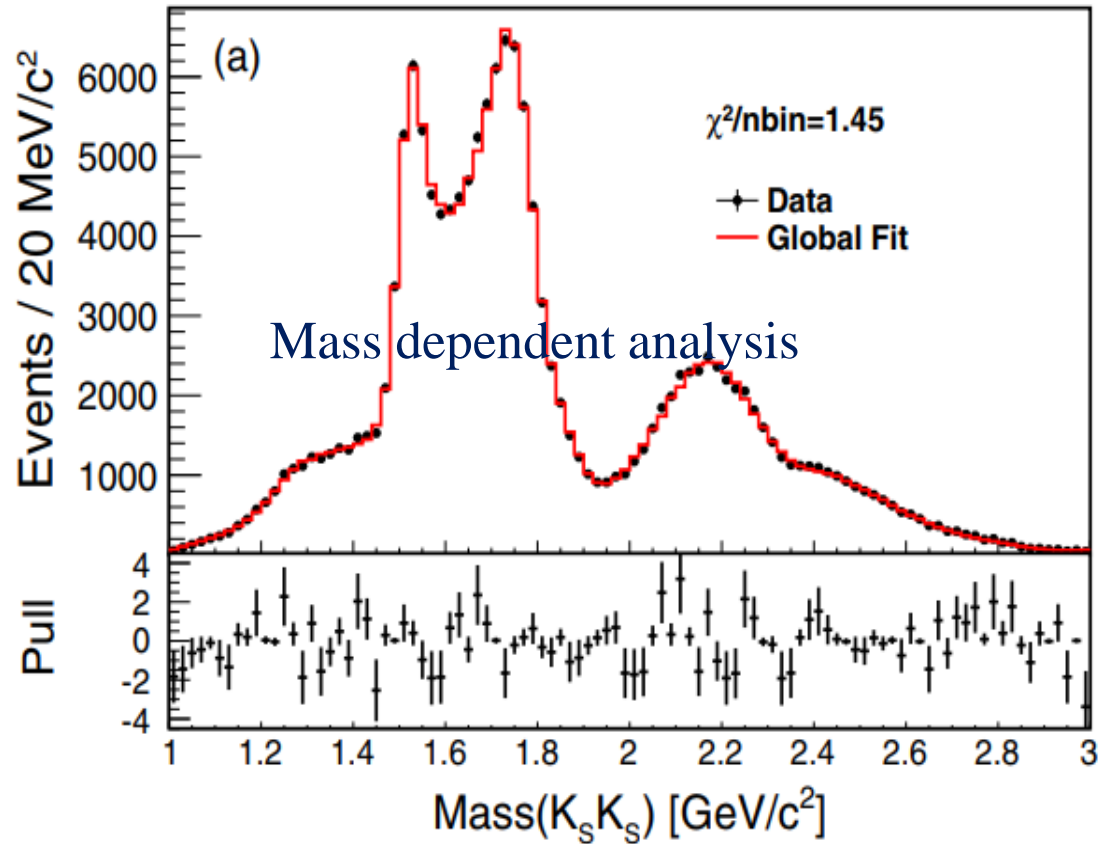 (a)
χ²/nbin=1.45
Data
Global Fit
Mass dependent analysis
Events / 20 MeV/c²
6000
5000
4000
3000
2000
1000
Pull
4
2
0
-2
-4
1 1.2 1.4 1.6 1.8 2 2.2 2.4 2.6 2.8 3
Mass(KₛKₛ) [GeV/c²]